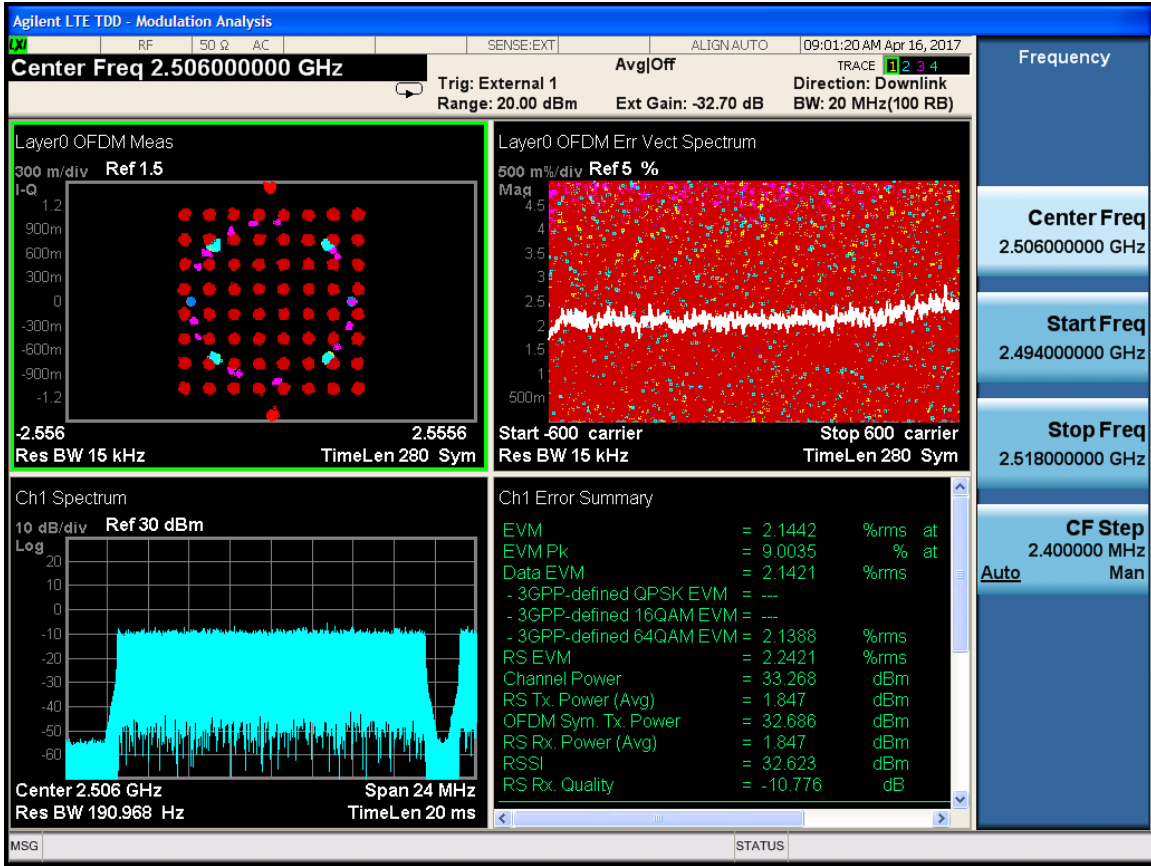 Agilent LTE TDD - Modulation Analysis
LXI RF 50 Ω AC SENSE:EXT ALIGN AUTO 09:01:20 AM Apr 16, 2017
Center Freq 2.506000000 GHz
Avg|Off
TRACE 1 2 3 4
Trig: External 1 Direction: Downlink
Range: 20.00 dBm Ext Gain: -32.70 dB BW: 20 MHz(100 RB)
Layer0 OFDM Meas
300 m/div Ref 1.5
I-Q
1.2
900m
600m
300m
0
-300m
-600m
-900m
-1.2
-2.556 2.5556
Res BW 15 kHz TimeLen 280 Sym
Layer0 OFDM Err Vect Spectrum
500 m%/div Ref 5 %
Mag
4.5
4
3.5
3
2.5
2
1.5
1
500m
Start -600 carrier Stop 600 carrier
Res BW 15 kHz TimeLen 280 Sym
Ch1 Spectrum
10 dB/div Ref 30 dBm
Log
20
10
0
-10
-20
-30
-40
-50
-60
Center 2.506 GHz Span 24 MHz
Res BW 190.968 Hz TimeLen 20 ms
Ch1 Error Summary
EVM = 2.1442 %rms at
EVM Pk = 9.0035 % at
Data EVM = 2.1421 %rms
- 3GPP-defined QPSK EVM = ---
- 3GPP-defined 16QAM EVM = ---
- 3GPP-defined 64QAM EVM = 2.1388 %rms
RS EVM = 2.2421 %rms
Channel Power = 33.268 dBm
RS Tx. Power (Avg) = 1.847 dBm
OFDM Sym. Tx. Power = 32.686 dBm
RS Rx. Power (Avg) = 1.847 dBm
RSSI = 32.623 dBm
RS Rx. Quality = -10.776 dB
Frequency
Center Freq
2.506000000 GHz
Start Freq
2.494000000 GHz
Stop Freq
2.518000000 GHz
CF Step
2.400000 MHz
Auto Man
MSG STATUS